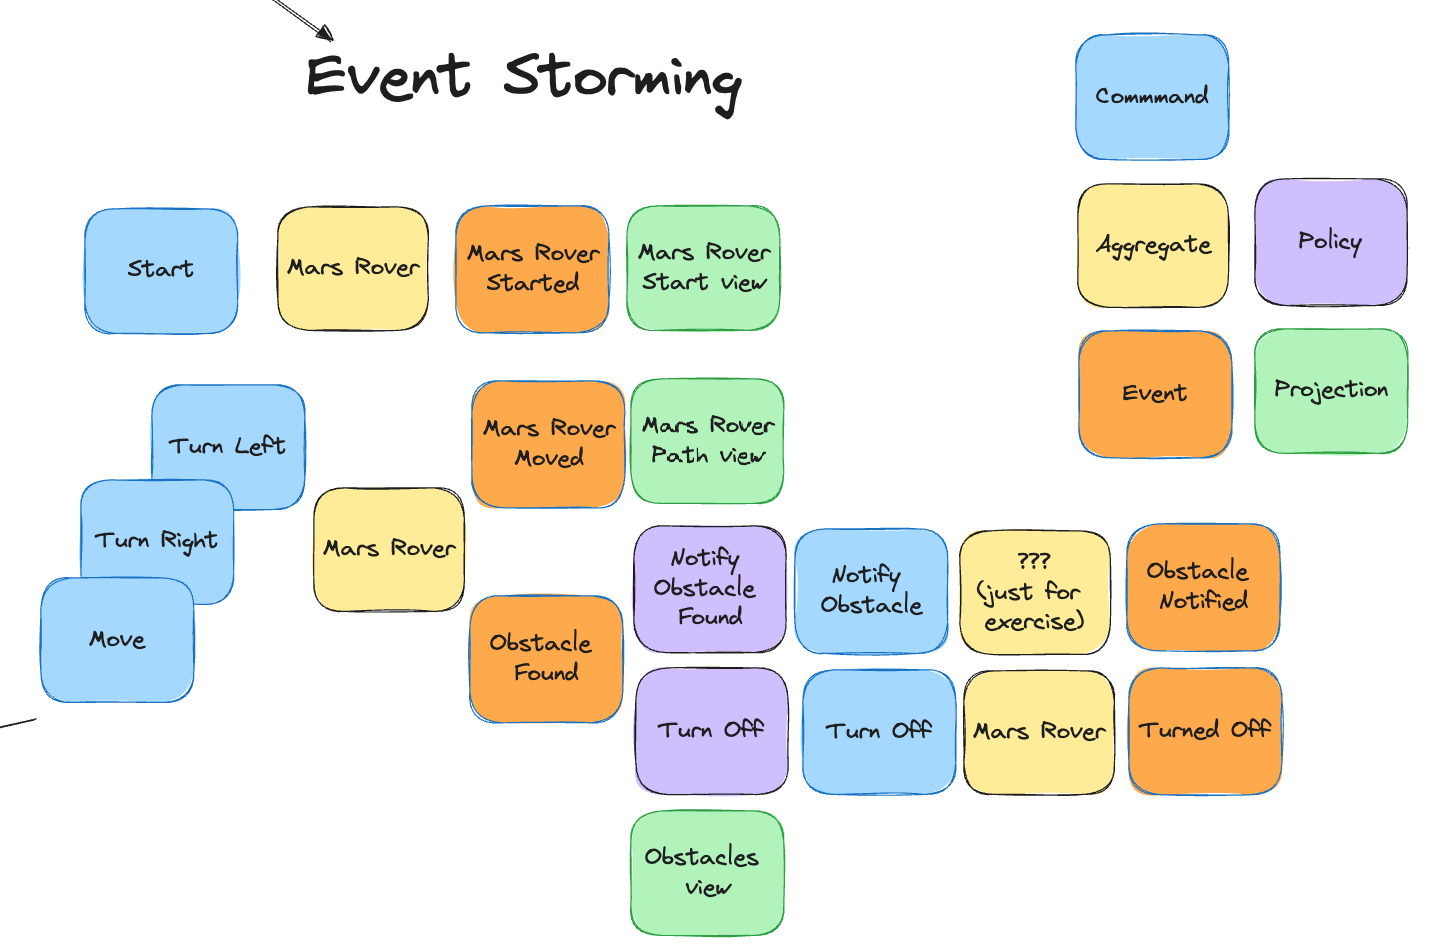 Event Storming
Commmand
Aggregate
Policy
Event
Projection
Start
Mars Rover
Mars Rover
Started
Mars Rover
Start view
Turn Left
Turn Right
Move
Mars Rover
Mars Rover
Moved
Mars Rover
Path view
Obstacle
Found
Notify
Obstacle
Found
Notify
Obstacle
???
(just for
exercise)
Obstacle
Notified
Turn Off
Turn Off
Mars Rover
Turned Off
Obstacles
view